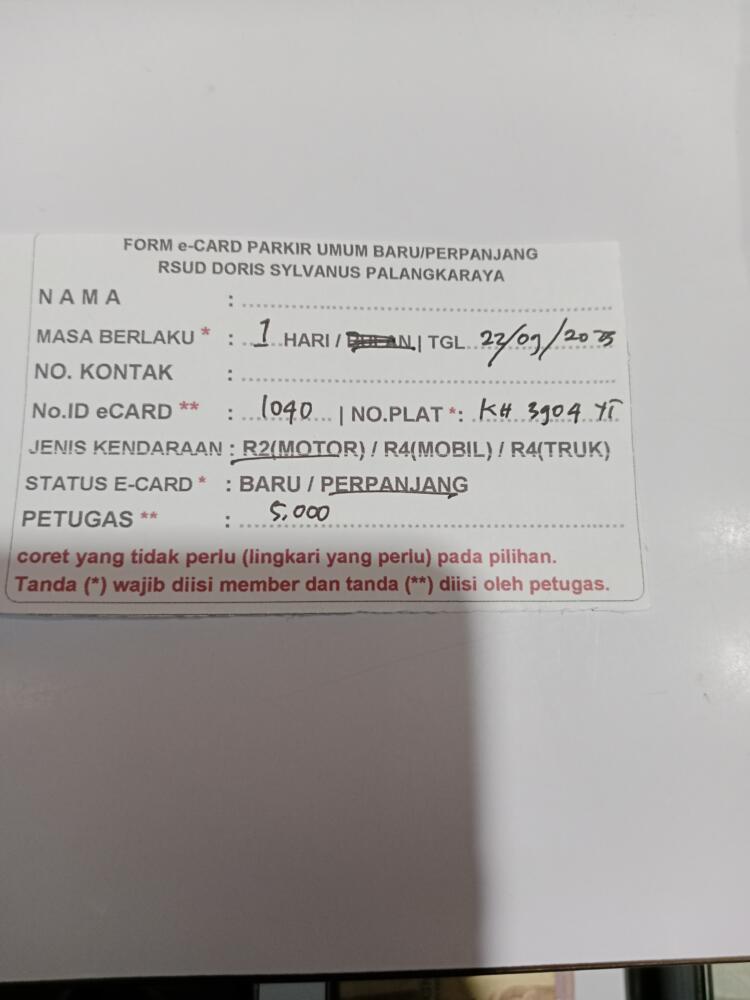 FORM e-CARD PARKIR UMUM BARU/PERPANJANG
RSUD DORIS SYLVANUS PALANGKARAYA
NAMA : ........................................
MASA BERLAKU * : 1 HARI / BULAN | TGL 22/09/2025
NO. KONTAK : ........................................
No.ID eCARD ** : 1040 | NO.PLAT *: KH 3904 YT
JENIS KENDARAAN : R2(MOTOR) / R4(MOBIL) / R4(TRUK)
STATUS E-CARD * : BARU / PERPANJANG
PETUGAS ** : 5,000
coret yang tidak perlu (lingkari yang perlu) pada pilihan.
Tanda (*) wajib diisi member dan tanda (**) diisi oleh petugas.